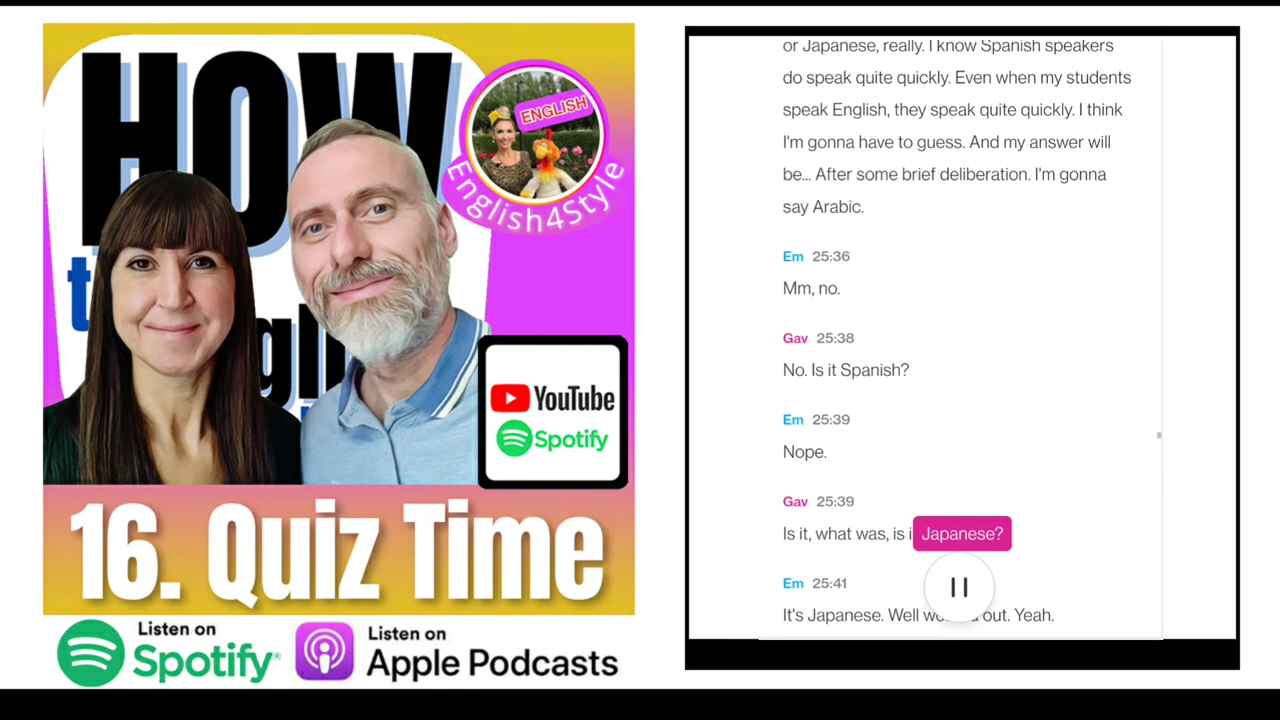 HOW
t
gl
ENGLISH
English4Style
YouTube
Spotify
16. Quiz Time
Listen on
Spotify
Listen on
Apple Podcasts
or Japanese, really. I know Spanish speakers
do speak quite quickly. Even when my students
speak English, they speak quite quickly. I think
I'm gonna have to guess. And my answer will
be... After some brief deliberation. I'm gonna
say Arabic.
Em 25:36
Mm, no.
Gav 25:38
No. Is it Spanish?
Em 25:39
Nope.
Gav 25:39
Is it, what was, is i Japanese?
Em 25:41
It's Japanese. Well out. Yeah.